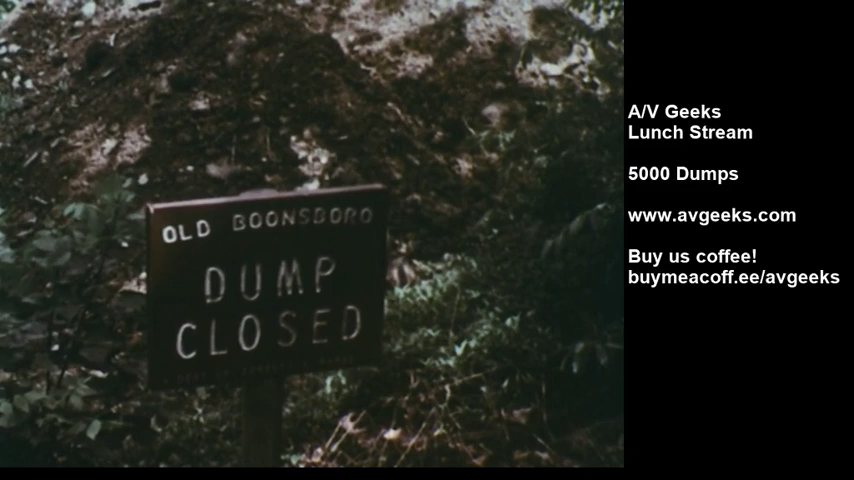 OLD BOONSBORO
DUMP
CLOSED
A/V Geeks
Lunch Stream
5000 Dumps
www.avgeeks.com
Buy us coffee!
buymeacoff.ee/avgeeks